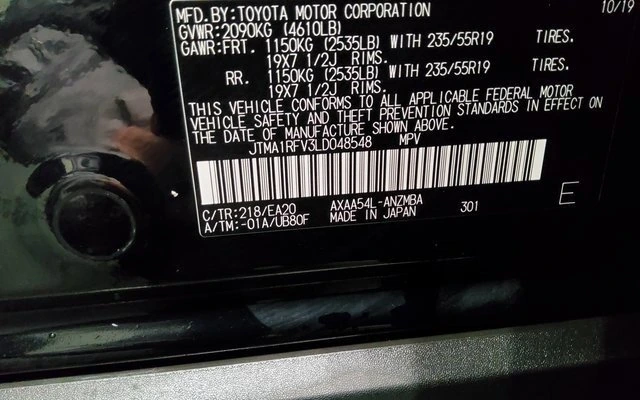 MFD.BY:TOYOTA MOTOR CORPORATION 10/19
GVWR:2090KG (4610LB)
GAWR:FRT. 1150KG (2535LB) WITH 235/55R19 TIRES.
19X7 1/2J RIMS.
RR. 1150KG (2535LB) WITH 235/55R19 TIRES.
19X7 1/2J RIMS.
THIS VEHICLE CONFORMS TO ALL APPLICABLE FEDERAL MOTOR
VEHICLE SAFETY AND THEFT PREVENTION STANDARDS IN EFFECT ON
THE DATE OF MANUFACTURE SHOWN ABOVE.
JTMA1RFV3LD048548 MPV
C/TR:218/EA20 AXAA54L-ANZMBA
A/TM:-01A/UB80F MADE IN JAPAN 301 E